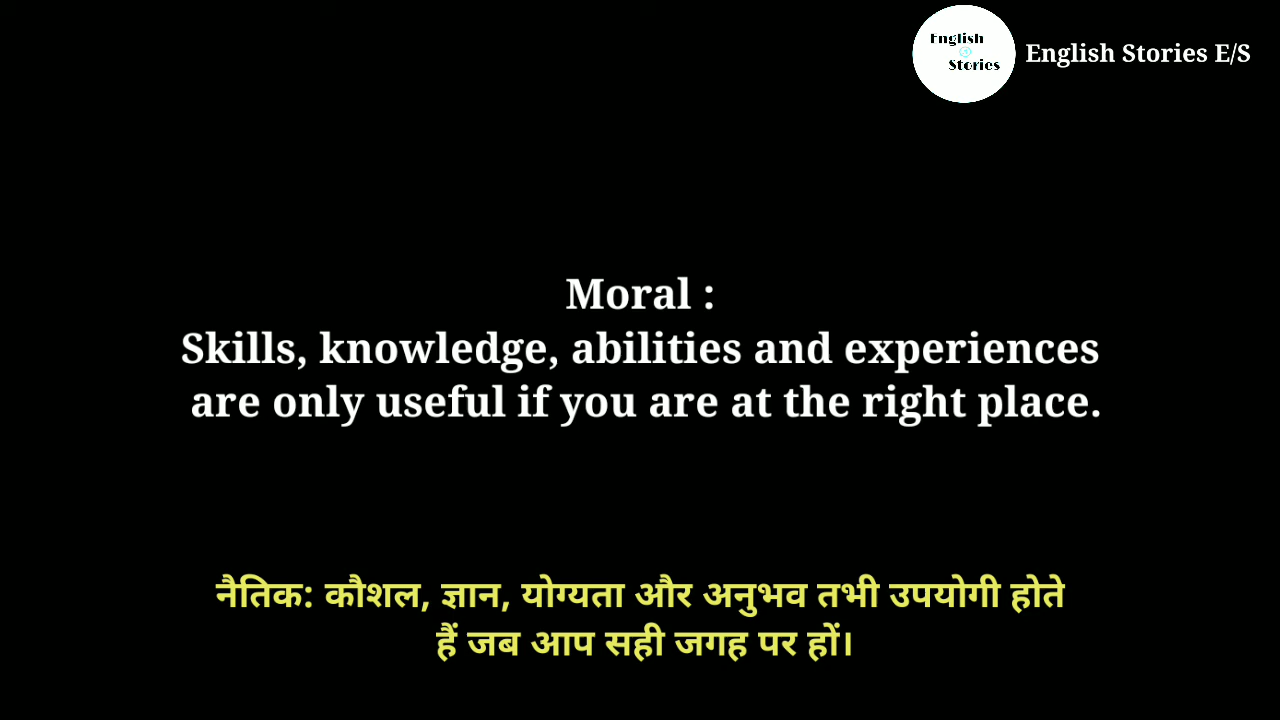 English
Stories
English Stories E/S
Moral :
Skills, knowledge, abilities and experiences
are only useful if you are at the right place.
नैतिक: कौशल, ज्ञान, योग्यता और अनुभव तभी उपयोगी होते
हैं जब आप सही जगह पर हों।